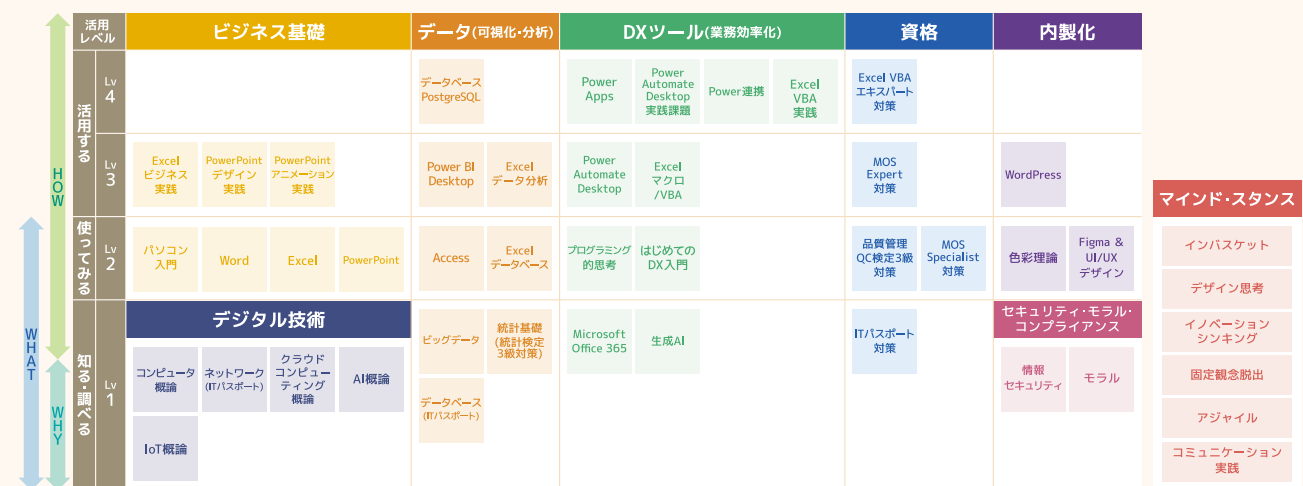 活用
レベル
ビジネス基礎
データ(可視化・分析)
DXツール(業務効率化)
資格
内製化
HOW
WHAT
WHY
活用する
Lv
4
データベース
PostgreSQL
Power
Apps
Power
Automate
Desktop
実践課題
Power連携
Excel
VBA
実践
Excel VBA
エキスパート
対策
Lv
3
Excel
ビジネス
実践
PowerPoint
デザイン
実践
PowerPoint
アニメーション
実践
Power BI
Desktop
Excel
データ分析
Power
Automate
Desktop
Excel
マクロ
/VBA
MOS
Expert
対策
WordPress
使ってみる
Lv
2
パソコン
入門
Word
Excel
PowerPoint
Access
Excel
データベース
プログラミング
的思考
はじめての
DX入門
品質管理
QC検定3級
対策
MOS
Specialist
対策
色彩理論
Figma &
UI/UX
デザイン
知る・調べる
Lv
1
デジタル技術
コンピュータ
概論
ネットワーク
(ITパスポート)
クラウド
コンピュー
ティング
概論
AI概論
IoT概論
ビッグデータ
統計基礎
(統計検定
3級対策)
データベース
(ITパスポート)
Microsoft
Office 365
生成AI
ITパスポート
対策
セキュリティ・モラル・
コンプライアンス
情報
セキュリティ
モラル
マインド・スタンス
インバスケット
デザイン思考
イノベーション
シンキング
固定観念脱出
アジャイル
コミュニケーション
実践